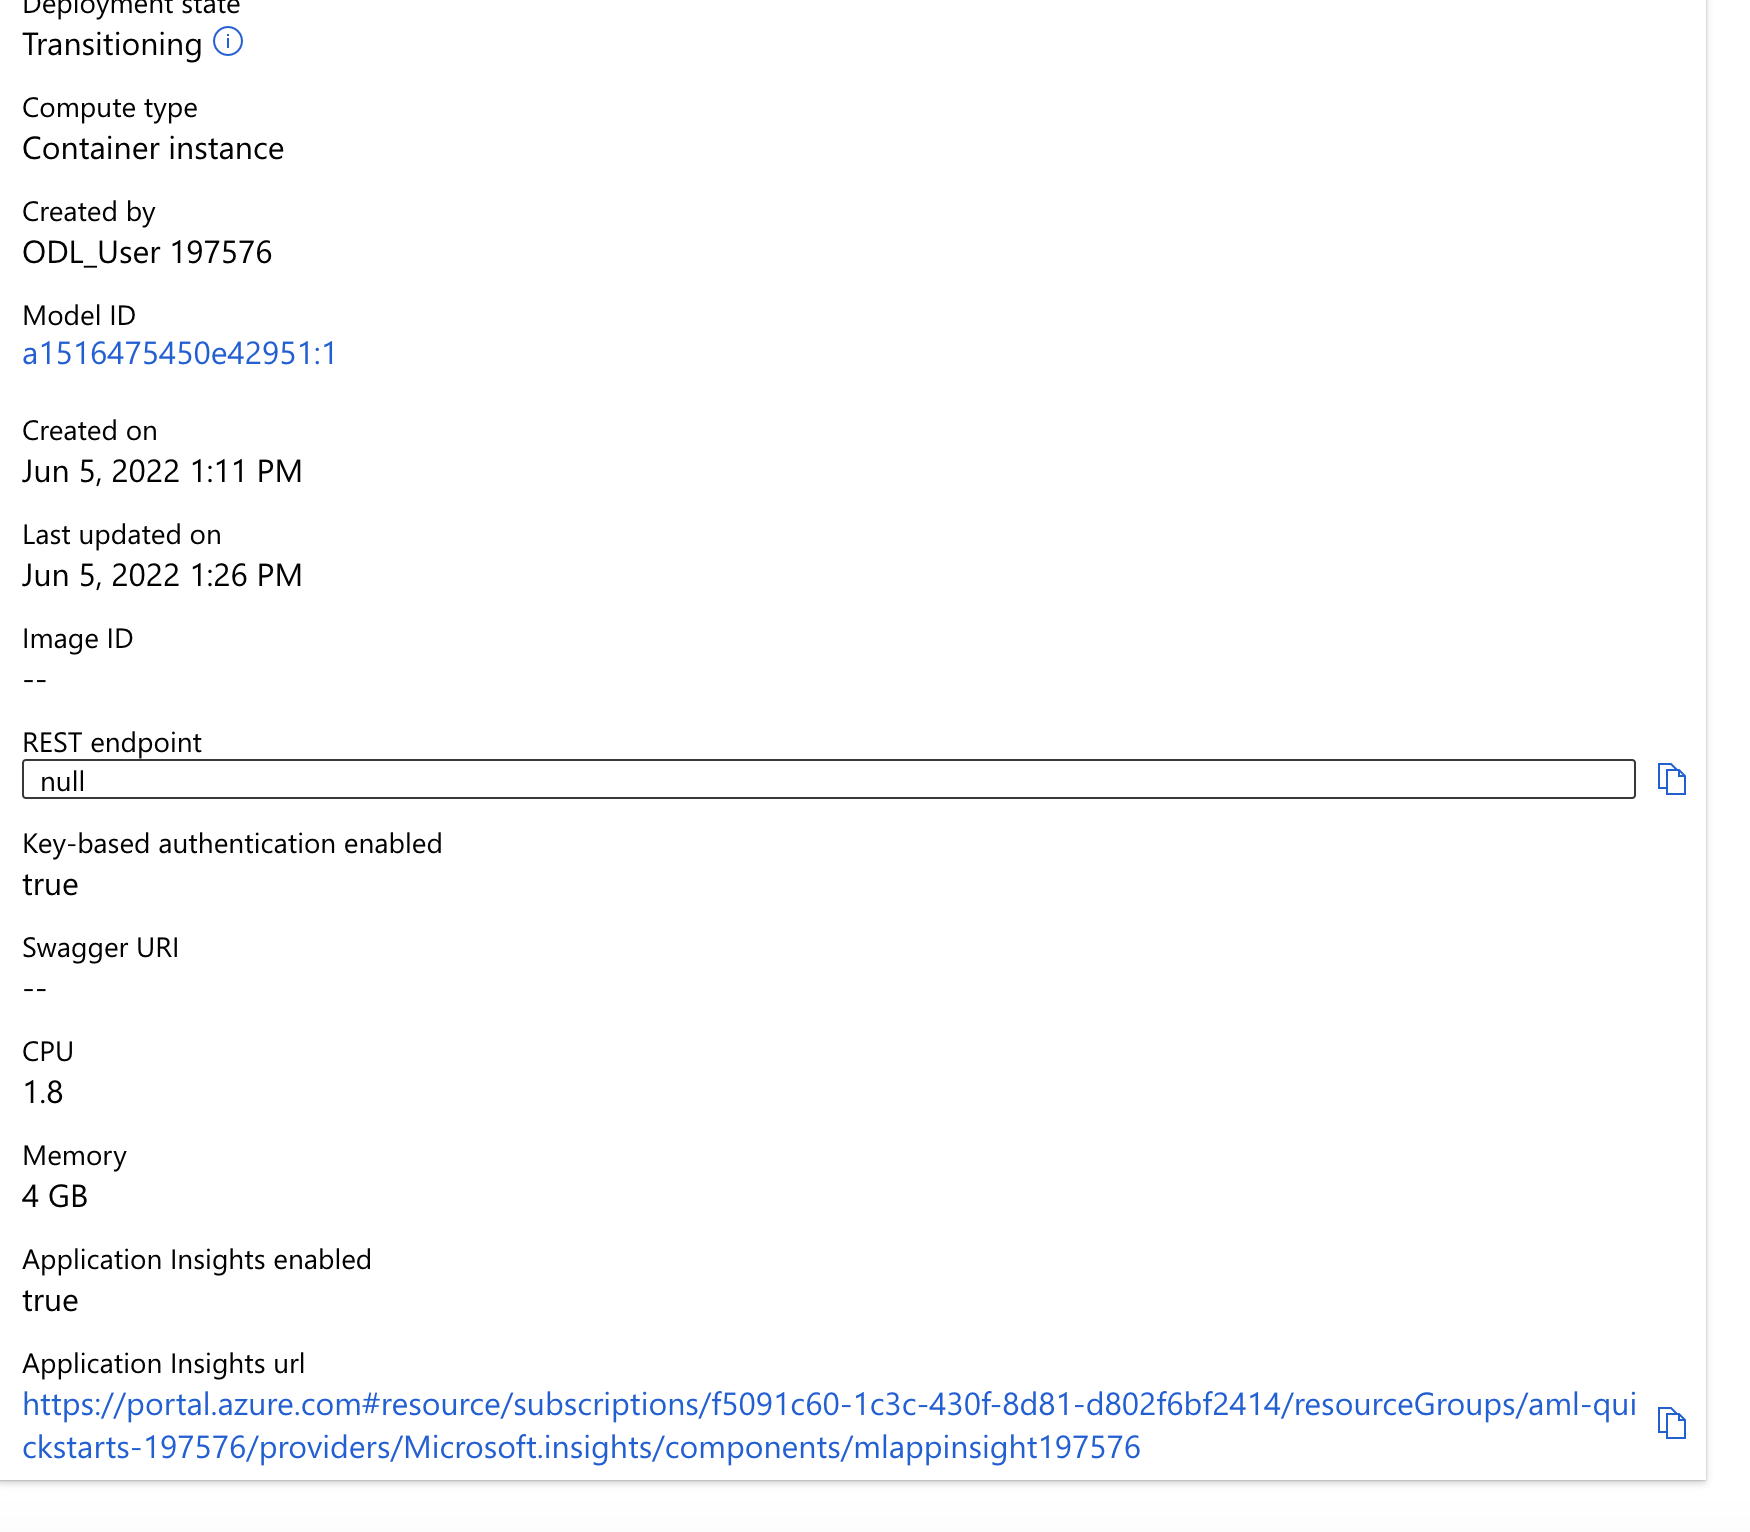 Deployment state
Transitioning
Compute type
Container instance
Created by
ODL_User 197576
Model ID
a1516475450e42951:1
Created on
Jun 5, 2022 1:11 PM
Last updated on
Jun 5, 2022 1:26 PM
Image ID
--
REST endpoint
null
Key-based authentication enabled
true
Swagger URI
--
CPU
1.8
Memory
4 GB
Application Insights enabled
true
Application Insights url
https://portal.azure.com#resource/subscriptions/f5091c60-1c3c-430f-8d81-d802f6bf2414/resourceGroups/aml-qui
ckstarts-197576/providers/Microsoft.insights/components/mlappinsight197576